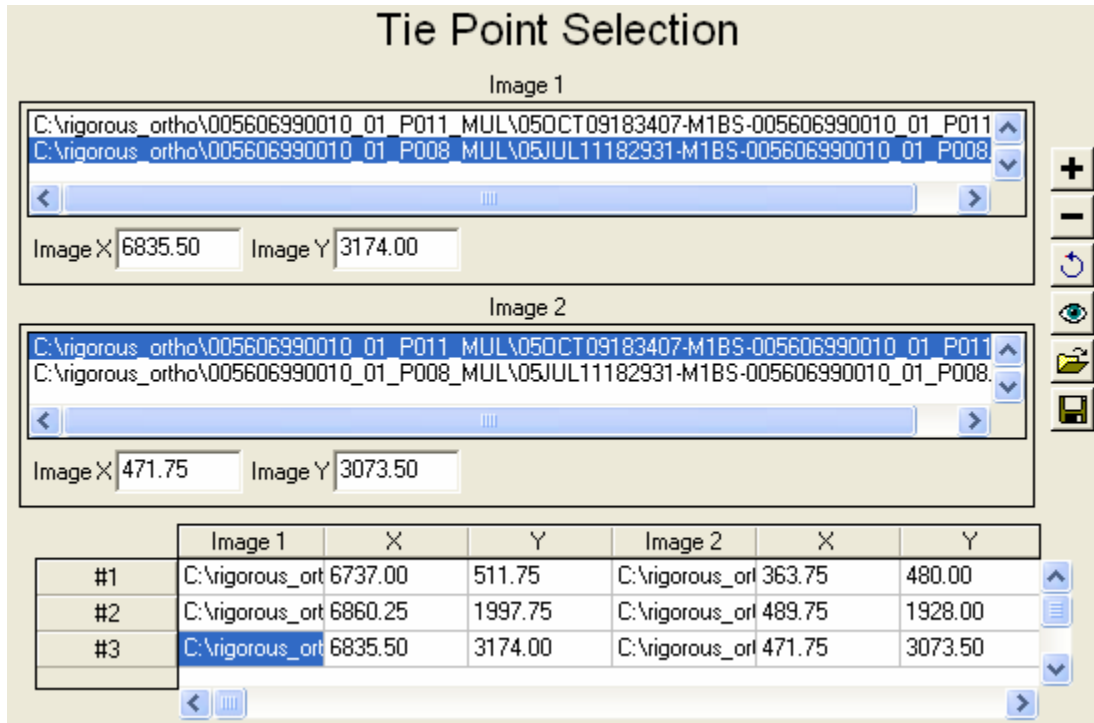 Tie Point Selection
Image 1
C:\rigorous_ortho\005606990010_01_P011_MUL\05OCT09183407-M1BS-005606990010_01_P011
C:\rigorous_ortho\005606990010_01_P008_MUL\05JUL11182931-M1BS-005606990010_01_P008.
Image X 6835.50 Image Y 3174.00
Image 2
C:\rigorous_ortho\005606990010_01_P011_MUL\05OCT09183407-M1BS-005606990010_01_P011
C:\rigorous_ortho\005606990010_01_P008_MUL\05JUL11182931-M1BS-005606990010_01_P008.
Image X 471.75 Image Y 3073.50
Image 1 X Y Image 2 X Y
#1 C:\rigorous_ort 6737.00 511.75 C:\rigorous_ort 363.75 480.00
#2 C:\rigorous_ort 6860.25 1997.75 C:\rigorous_ort 489.75 1928.00
#3 C:\rigorous_ort 6835.50 3174.00 C:\rigorous_ort 471.75 3073.50